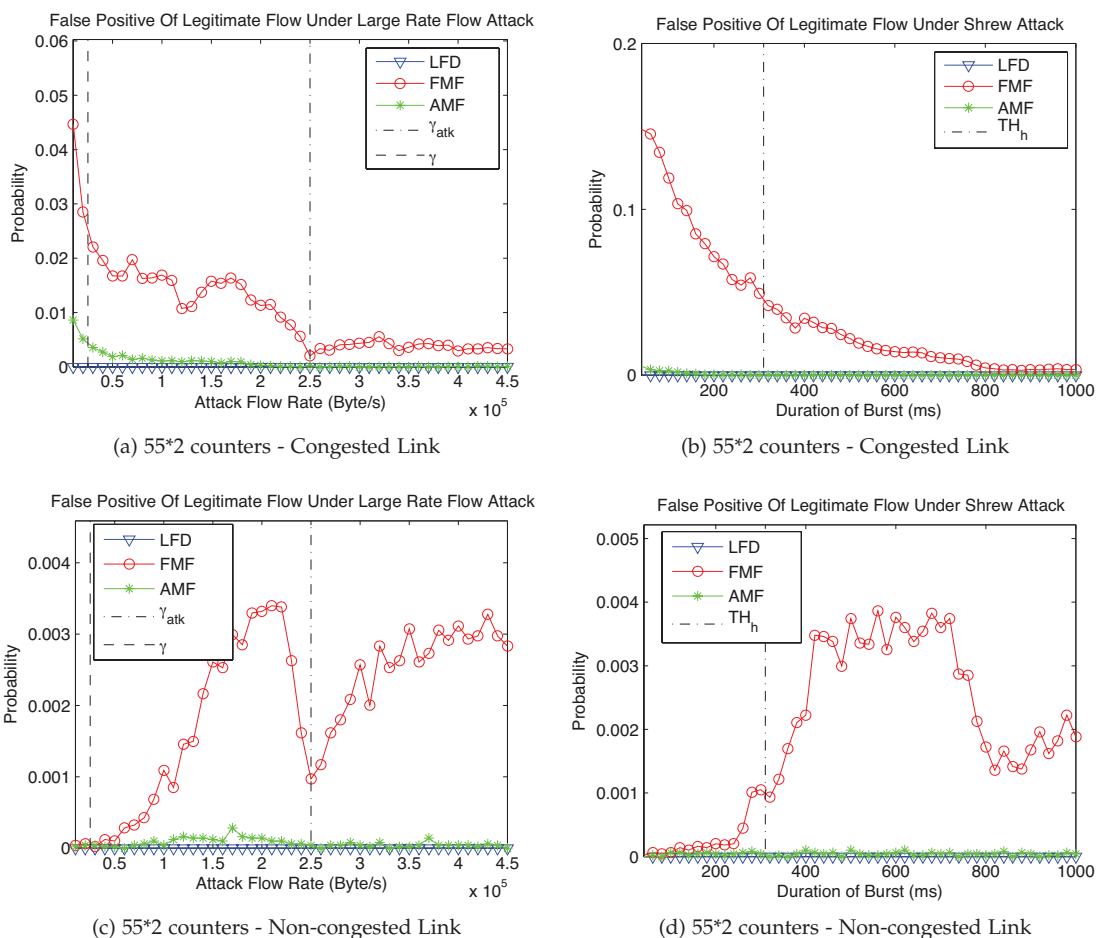 False Positive Of Legitimate Flow Under Large Rate Flow Attack
0.06
0.05
0.04
0.03
0.02
0.01
0
Probability
LFD
FMF
AMF
γatk
γ
0.5 1 1.5 2 2.5 3 3.5 4 4.5
x 10^5
Attack Flow Rate (Byte/s)
(a) 55*2 counters - Congested Link
False Positive Of Legitimate Flow Under Shrew Attack
0.2
0.1
0
Probability
LFD
FMF
AMF
TH_h
200 400 600 800 1000
Duration of Burst (ms)
(b) 55*2 counters - Congested Link
False Positive Of Legitimate Flow Under Large Rate Flow Attack
0.004
0.003
0.002
0.001
0
Probability
LFD
FMF
AMF
γatk
γ
0.5 1 1.5 2 2.5 3 3.5 4 4.5
x 10^5
Attack Flow Rate (Byte/s)
(c) 55*2 counters - Non-congested Link
False Positive Of Legitimate Flow Under Shrew Attack
0.005
0.004
0.003
0.002
0.001
0
Probability
LFD
FMF
AMF
TH_h
200 400 600 800 1000
Duration of Burst (ms)
(d) 55*2 counters - Non-congested Link